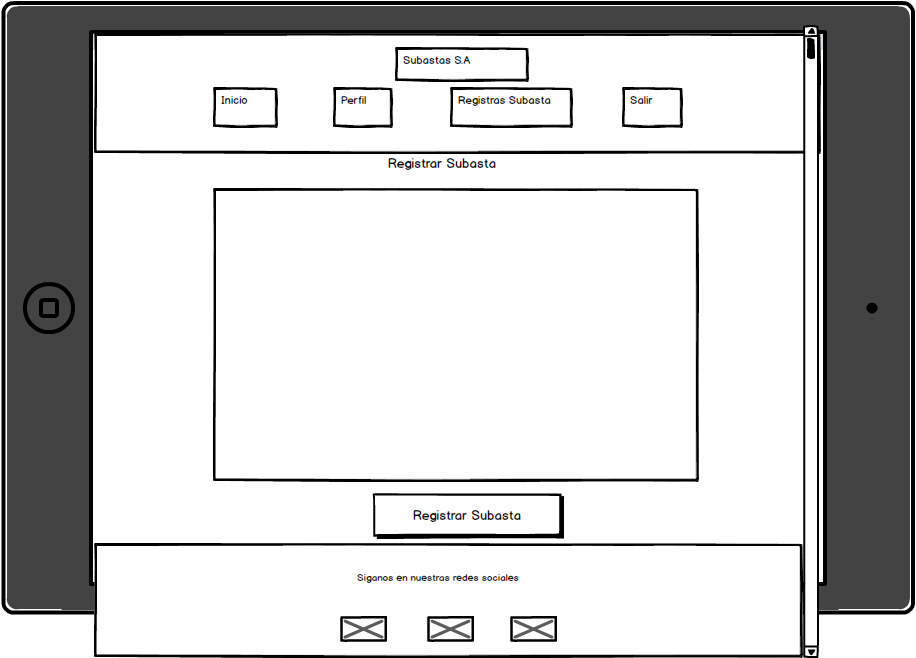 Subastas S.A
Inicio
Perfil
Registras Subasta
Salir
Registrar Subasta
Registrar Subasta
Siganos en nuestras redes sociales